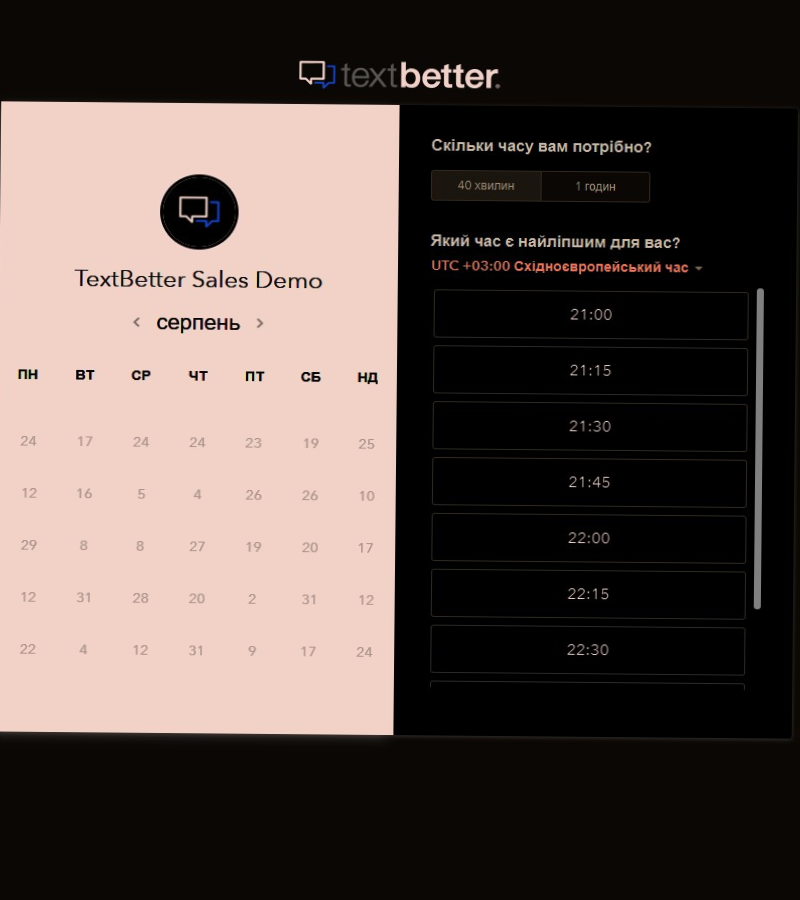 textbetter.
TextBetter Sales Demo
серпень
ПН ВТ СР ЧТ ПТ СБ НД
24 17 24 24 23 19 25
12 16 5 4 26 26 10
29 8 8 27 19 20 17
12 31 28 20 2 31 12
22 4 12 31 9 17 24
Скільки часу вам потрібно?
40 хвилин 1 годин
Який час є найліпшим для вас?
UTC +03:00 Східноєвропейський час
21:00
21:15
21:30
21:45
22:00
22:15
22:30